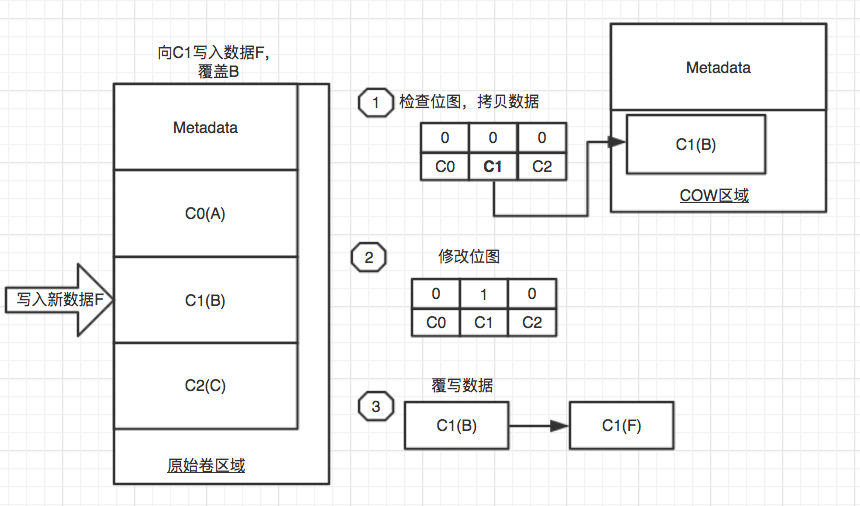 向C1写入数据F，
覆盖B
Metadata
C0(A)
写入新数据F
C1(B)
C2(C)
原始卷区域
1 检查位图，拷贝数据
0 0 0
C0 C1 C2
Metadata
C1(B)
COW区域
2 修改位图
0 1 0
C0 C1 C2
3 覆写数据
C1(B) C1(F)